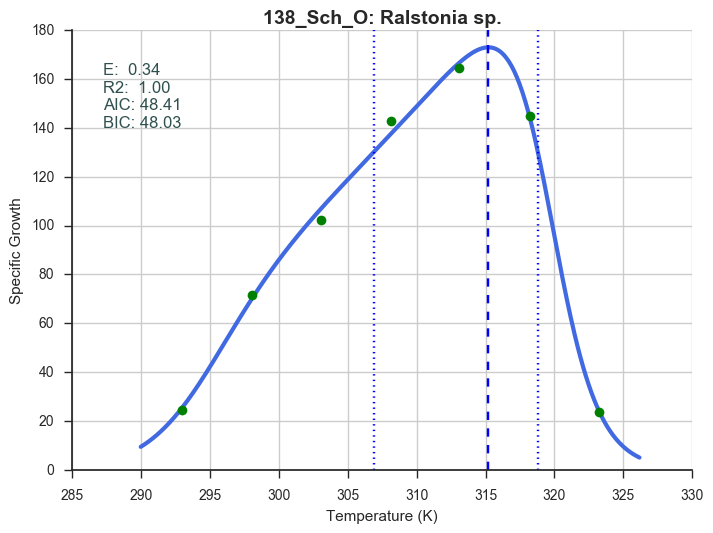 138_Sch_O: Ralstonia sp.
E:  0.34
R2:  1.00
AIC: 48.41
BIC: 48.03
Specific Growth
180
160
140
120
100
80
60
40
20
0
285 290 295 300 305 310 315 320 325 330
Temperature (K)